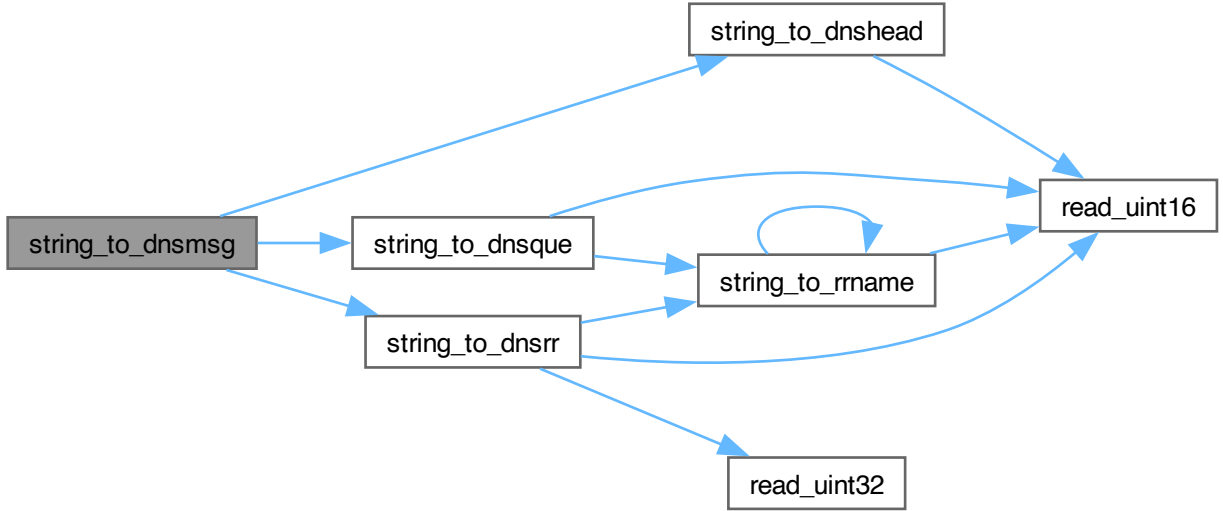 string_to_dnshead
read_uint16
string_to_dnsmsg
string_to_dnsque
string_to_rrname
string_to_dnsrr
read_uint32